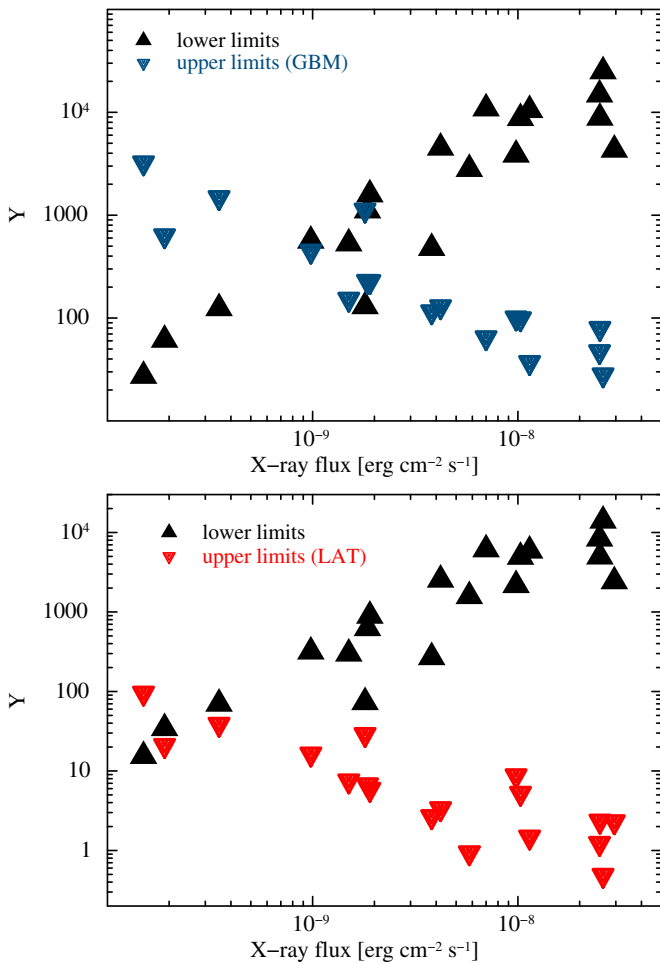 lower limits
upper limits (GBM)
10⁴
1000
100
Y
10⁻⁹
10⁻⁸
X−ray flux [erg cm⁻² s⁻¹]
lower limits
upper limits (LAT)
10⁴
1000
100
10
1
Y
10⁻⁹
10⁻⁸
X−ray flux [erg cm⁻² s⁻¹]